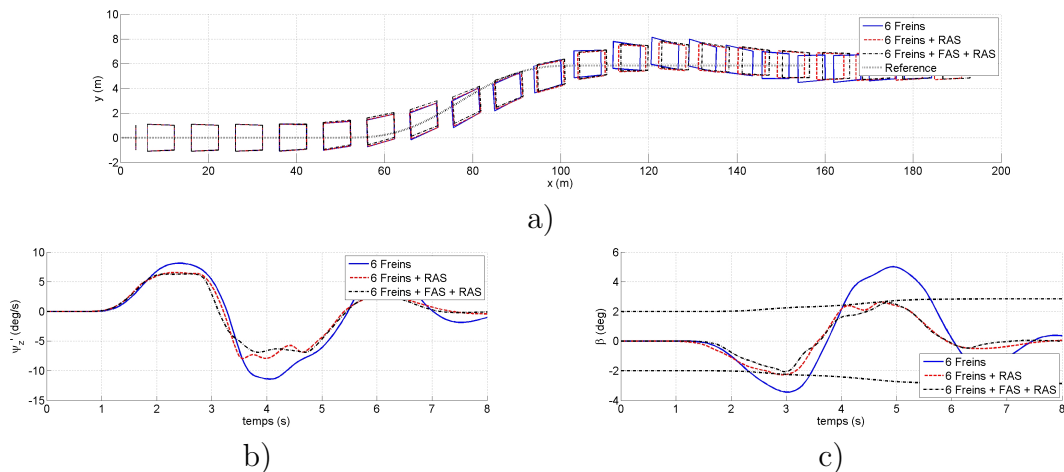 8
6
4
2
0
-2
y (m)
0 20 40 60 80 100 120 140 160 180 200
x (m)
6 Freins
6 Freins + RAS
6 Freins + FAS + RAS
Reference
a)
10
5
0
-5
-10
-15
ψz' (deg/s)
0 1 2 3 4 5 6 7 8
temps (s)
6 Freins
6 Freins + RAS
6 Freins + FAS + RAS
b)
6
4
2
0
-2
-4
β (deg)
0 1 2 3 4 5 6 7 8
temps (s)
6 Freins
6 Freins + RAS
6 Freins + FAS + RAS
c)